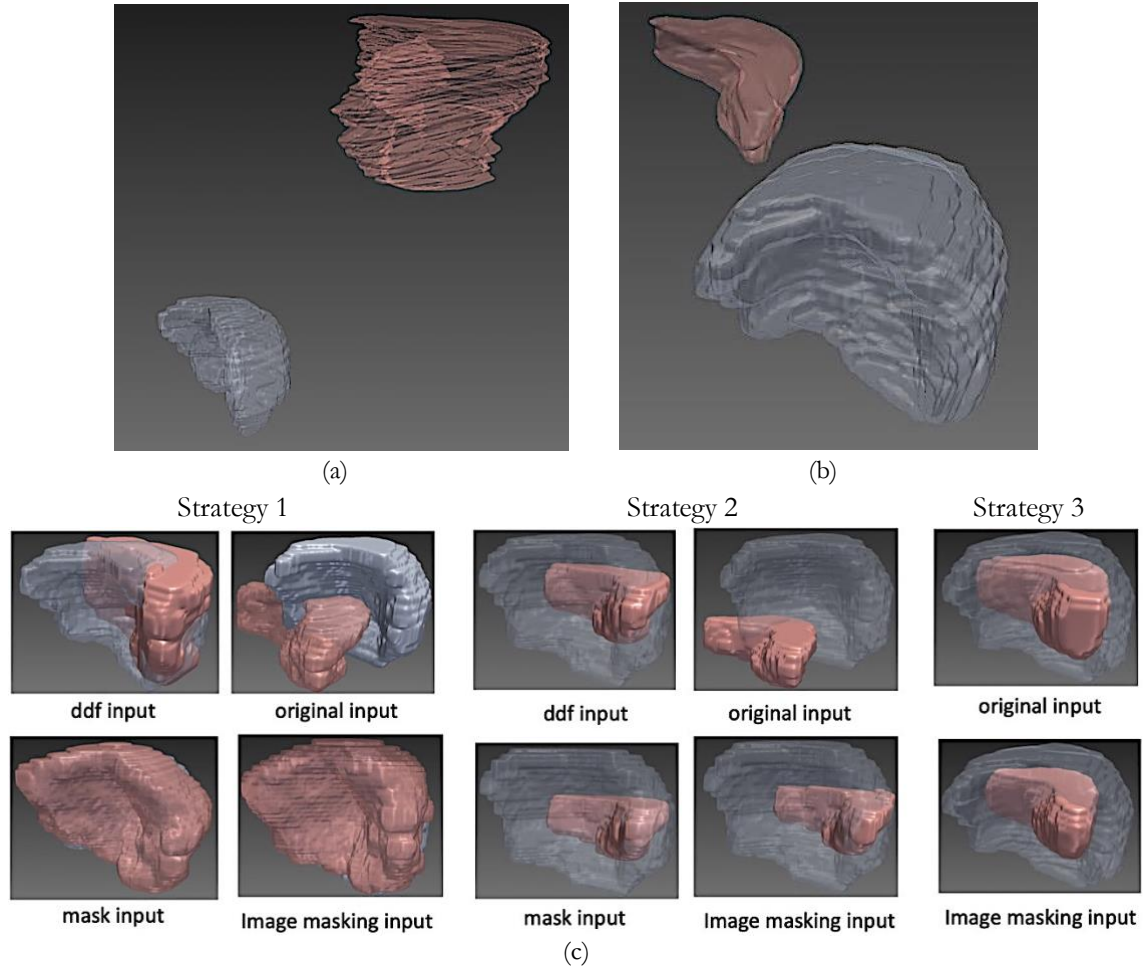 (a)
(b)
Strategy 1
Strategy 2
Strategy 3
ddf input
original input
ddf input
original input
original input
mask input
Image masking input
mask input
Image masking input
Image masking input
(c)